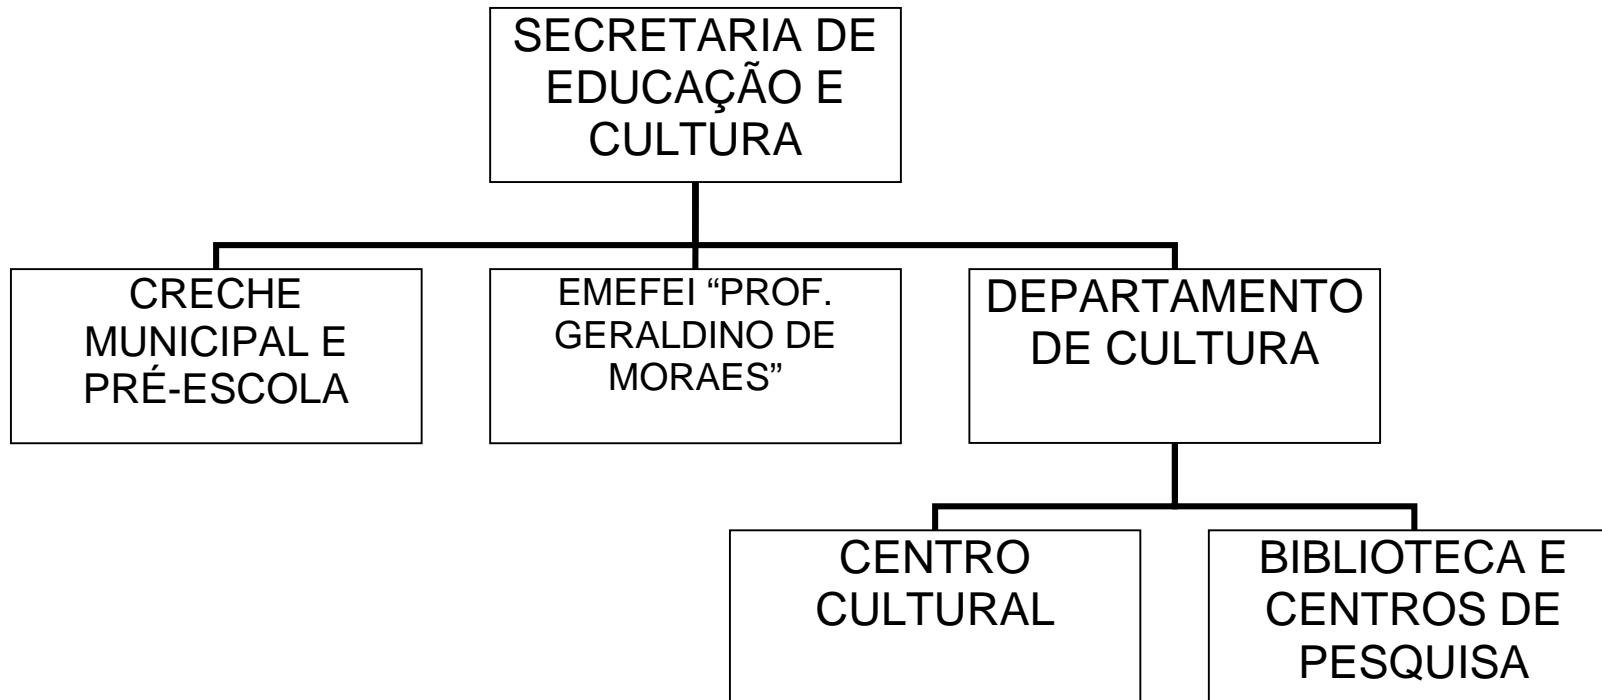 SECRETARIA DE
EDUCAÇÃO E
CULTURA
CRECHE
MUNICIPAL E
PRÉ-ESCOLA
EMEFEI “PROF.
GERALDINO DE
MORAES”
DEPARTAMENTO
DE CULTURA
CENTRO
CULTURAL
BIBLIOTECA E
CENTROS DE
PESQUISA